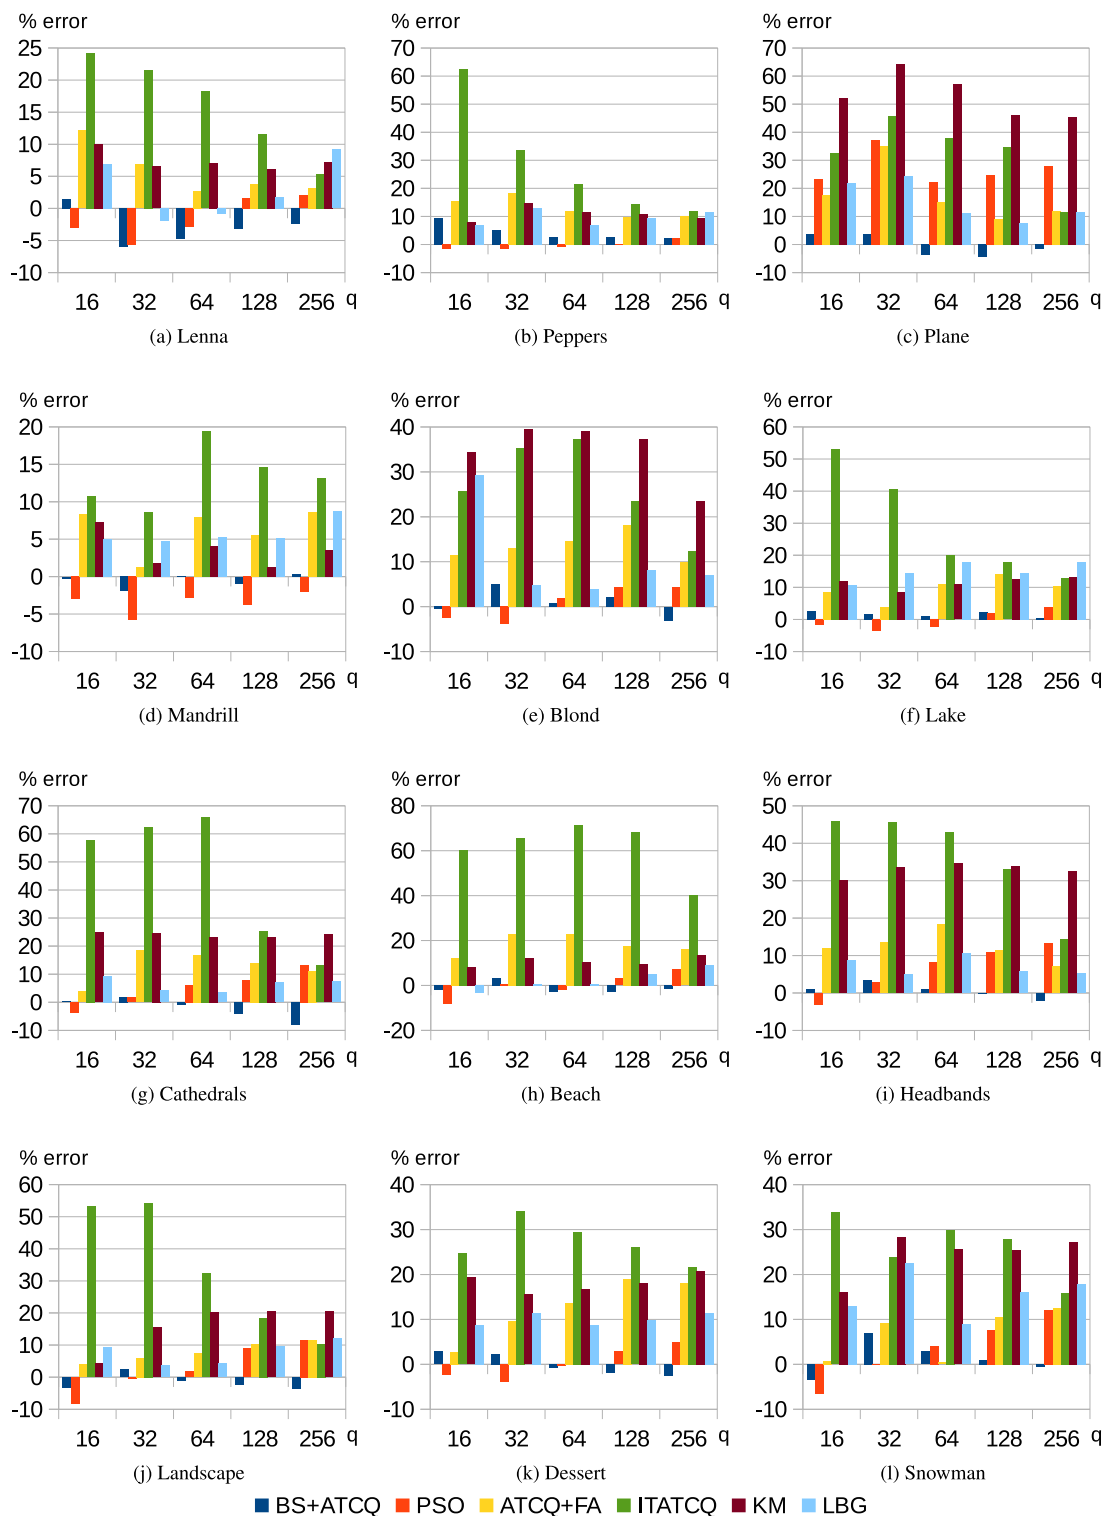 % error % error % error
25 70 70
20 60 60
15 50 50
10 40 40
5 30 30
0 20 20
-5 10 10
-10 0 0
-10 -10
16 32 64 128 256 q 16 32 64 128 256 q 16 32 64 128 256 q
(a) Lenna (b) Peppers (c) Plane
% error % error % error
20 40 60
15 30 50
10 20 40
5 10 30
0 0 20
-5 -10 10
-10 0
-10
16 32 64 128 256 q 16 32 64 128 256 q 16 32 64 128 256 q
(d) Mandrill (e) Blond (f) Lake
% error % error % error
70 80 50
60 60 40
50 40 30
40 20 20
30 0 10
20 -20 0
10 -10
0
-10
16 32 64 128 256 q 16 32 64 128 256 q 16 32 64 128 256 q
(g) Cathedrals (h) Beach (i) Headbands
% error % error % error
60 40 40
50 30 30
40 20 20
30 10 10
20 0 0
10 -10 -10
0
-10
16 32 64 128 256 q 16 32 64 128 256 q 16 32 64 128 256 q
(j) Landscape (k) Dessert (l) Snowman
BS+ATCQ PSO ATCQ+FA ITATCQ KM LBG